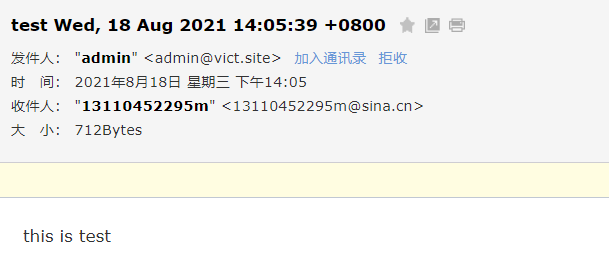 test Wed, 18 Aug 2021 14:05:39 +0800
发件人： "admin" <admin@vict.site> 加入通讯录 拒收
时　间： 2021年8月18日 星期三 下午14:05
收件人： "13110452295m" <13110452295m@sina.cn>
大　小： 712Bytes
this is test